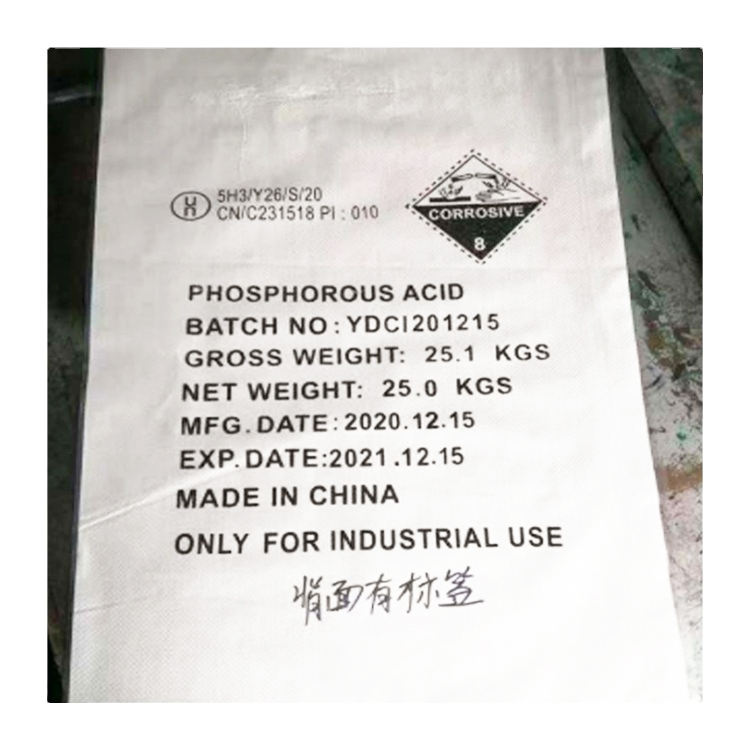 UN
5H3/Y26/S/20
CN/C231518 PI : 010
CORROSIVE
8
PHOSPHOROUS ACID
BATCH NO : YDCI201215
GROSS WEIGHT: 25.1 KGS
NET WEIGHT: 25.0 KGS
MFG.DATE : 2020.12.15
EXP.DATE:2021.12.15
MADE IN CHINA
ONLY FOR INDUSTRIAL USE
背面有标签